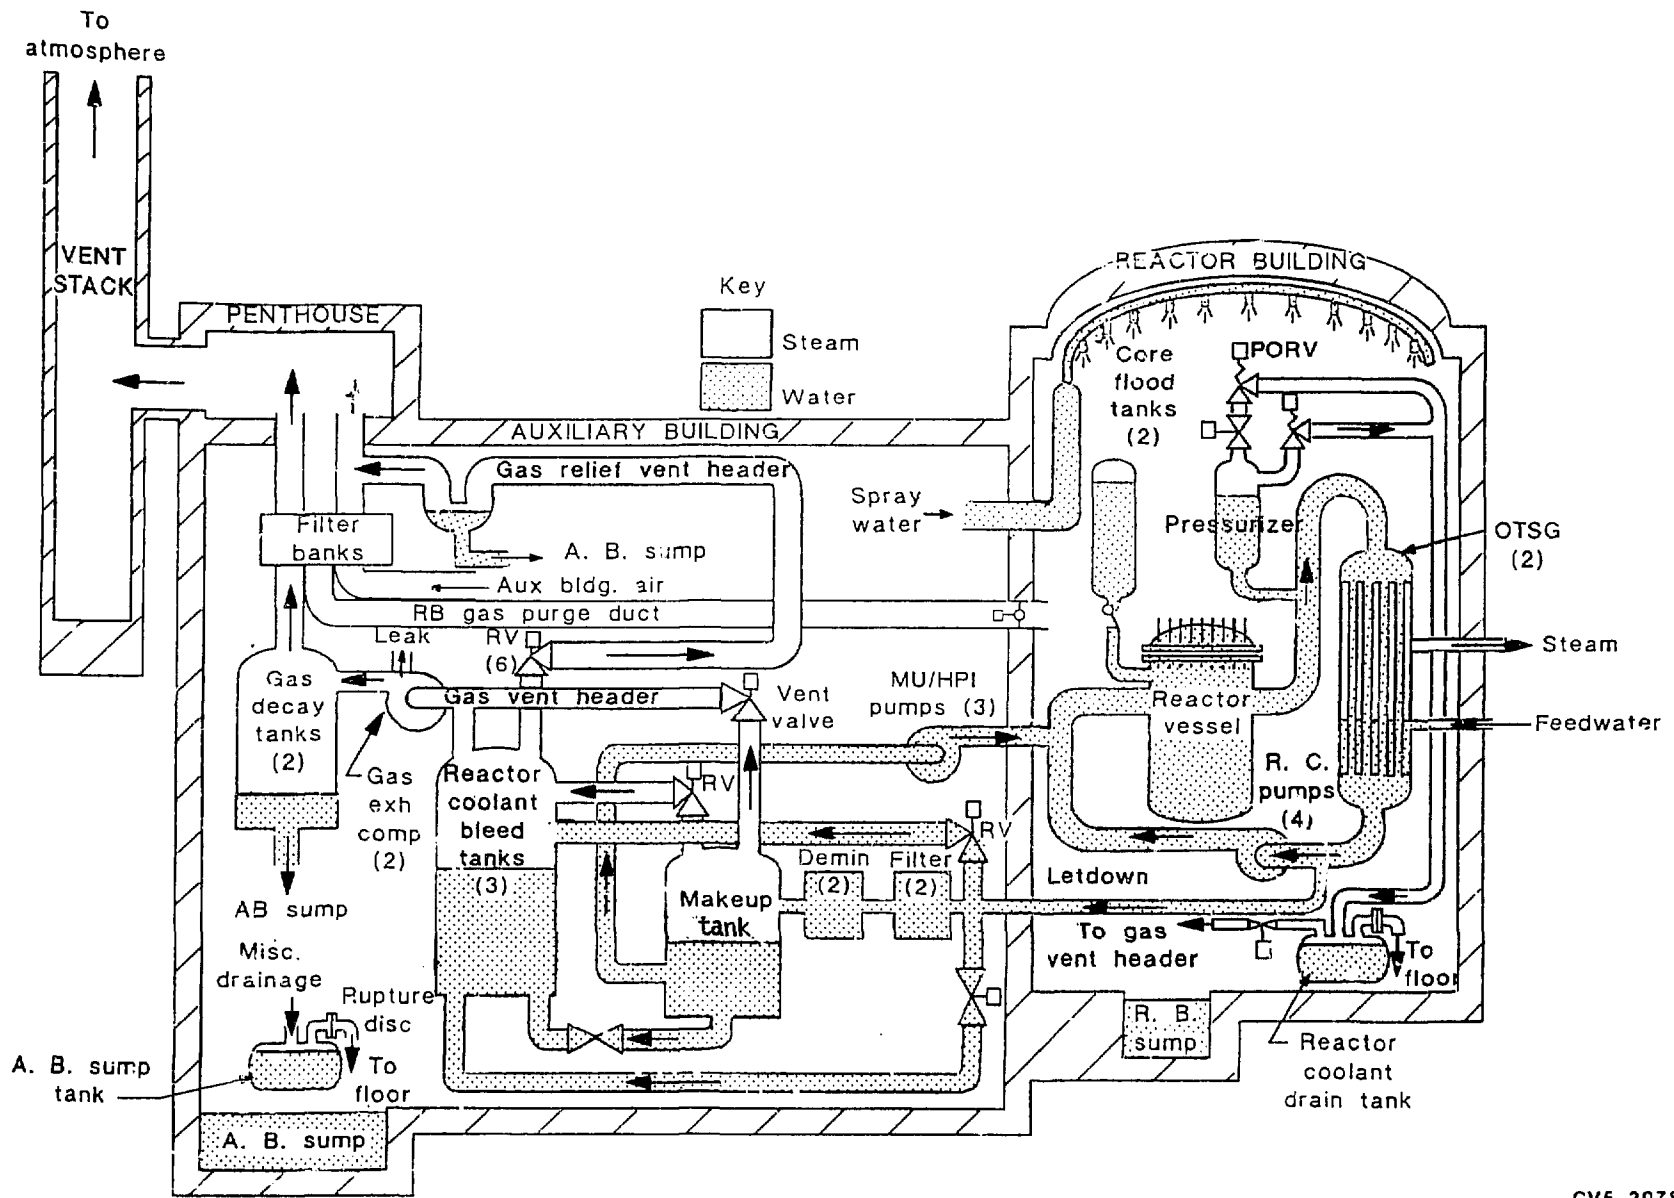 To
atmosphere
VENT
STACK
PENTHOUSE
Key
Steam
Water
REACTOR BUILDING
AUXILIARY BUILDING
Gas relief vent header
Filter
banks
A. B. sump
Aux bldg. air
RB gas purge duct
Leak
RV
(6)
Gas vent header
Vent
valve
Gas
decay
tanks
(2)
Gas
exh
comp
(2)
AB sump
Misc.
drainage
Rupture
disc
A. B. sump
tank
To
floor
A. B. sump
Reactor
coolant
bleed
tanks
(3)
RV
Makeup
tank
Demin
(2)
Filter
(2)
RV
MU/HPI
pumps (3)
Spray
water
Core
flood
tanks
(2)
PORV
Pressurizer
OTSG
(2)
Steam
Feedwater
Reactor
vessel
R. C.
pumps
(4)
Letdown
To gas
vent header
To
floor
R. B.
sump
Reactor
coolant
drain tank